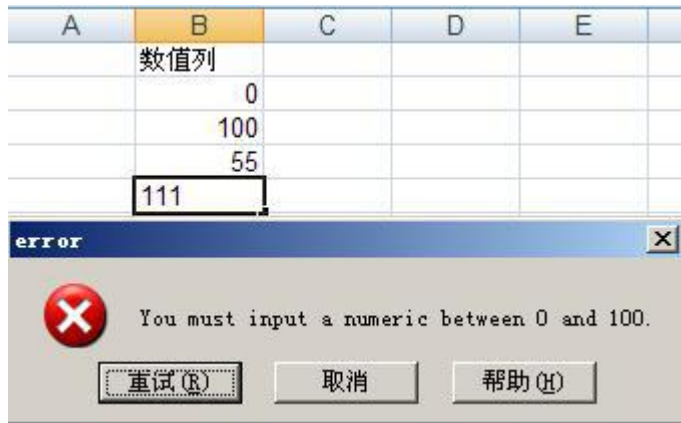 A B C D E
数值列
0
100
55
111
error
You must input a numeric between 0 and 100.
重试(R) 取消 帮助(H)